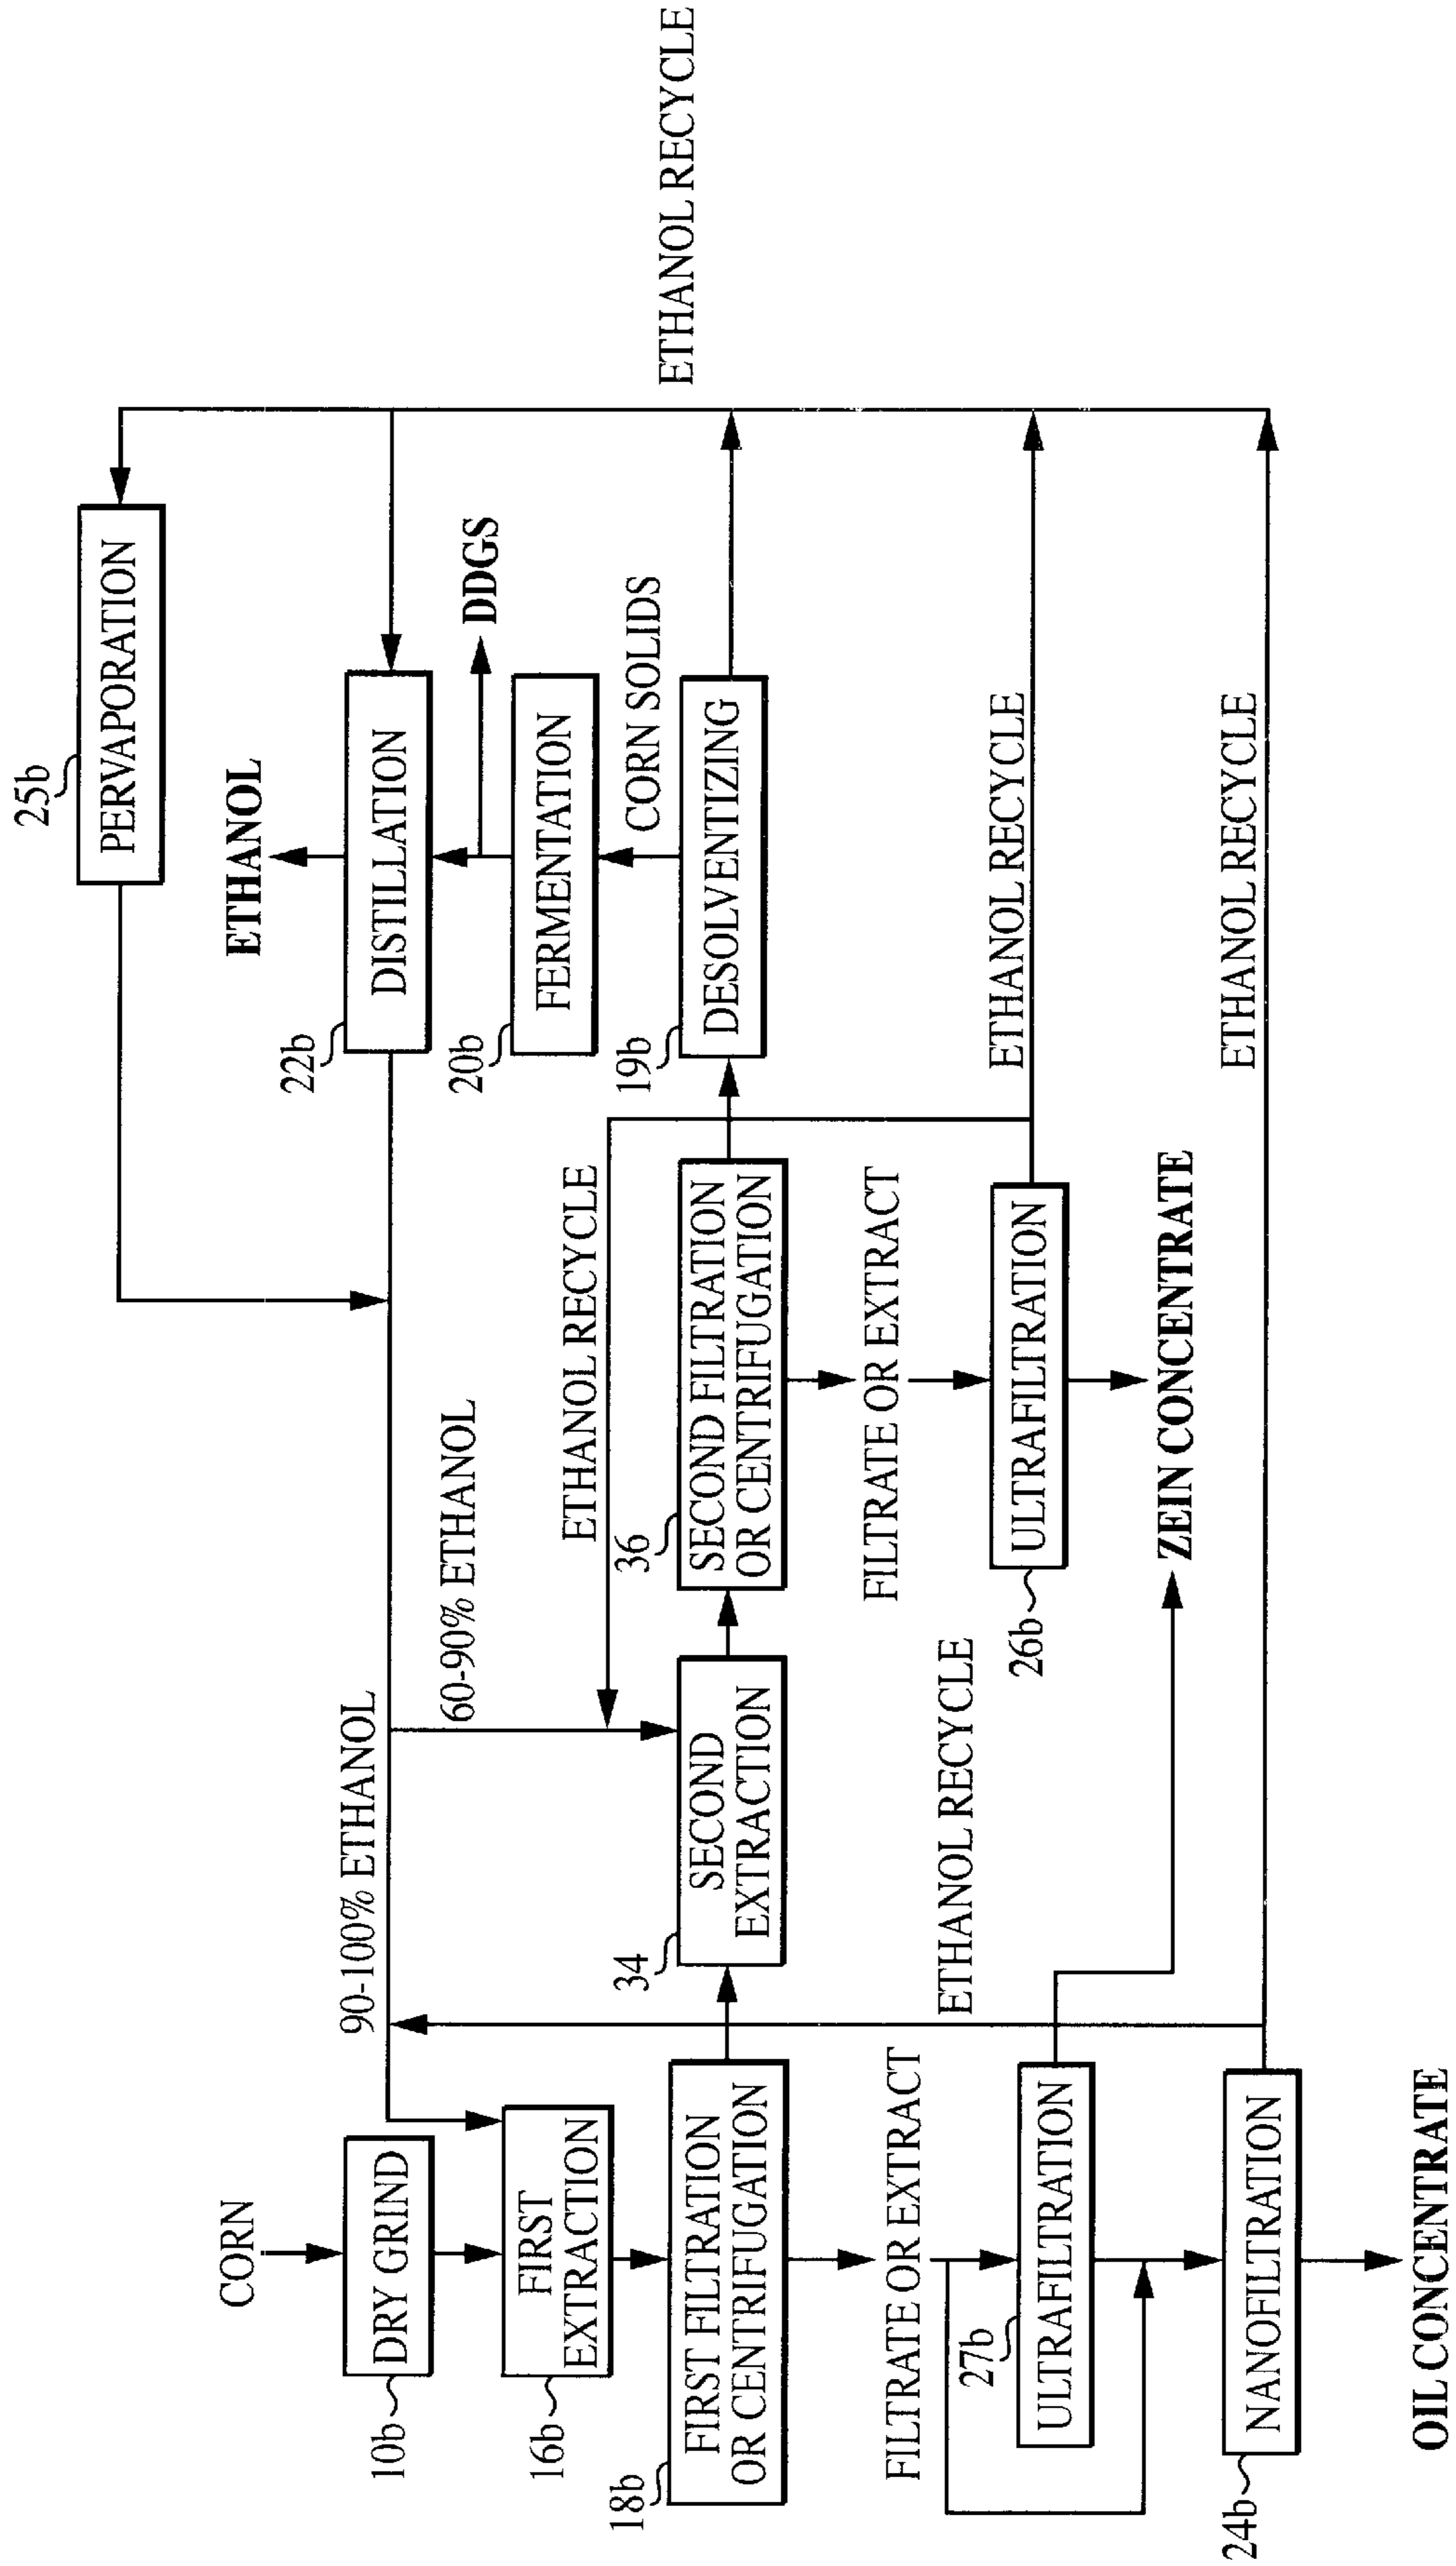 CORN
10b
DRY GRIND
16b
FIRST
EXTRACTION
18b
FIRST FILTRATION
OR CENTRIFUGATION
FILTRATE OR EXTRACT
27b
ULTRAFILTRATION
24b
NANOFILTRATION
OIL CONCENTRATE
90-100% ETHANOL
60-90% ETHANOL
34
SECOND
EXTRACTION
ETHANOL RECYCLE
ETHANOL RECYCLE
36
SECOND FILTRATION
OR CENTRIFUGATION
FILTRATE OR EXTRACT
26b
ULTRAFILTRATION
ZEIN CONCENTRATE
25b
PERVAPORATION
ETHANOL
22b
DISTILLATION
DDGS
20b
FERMENTATION
CORN SOLIDS
19b
DESOLVENTIZING
ETHANOL RECYCLE
ETHANOL RECYCLE
ETHANOL RECYCLE